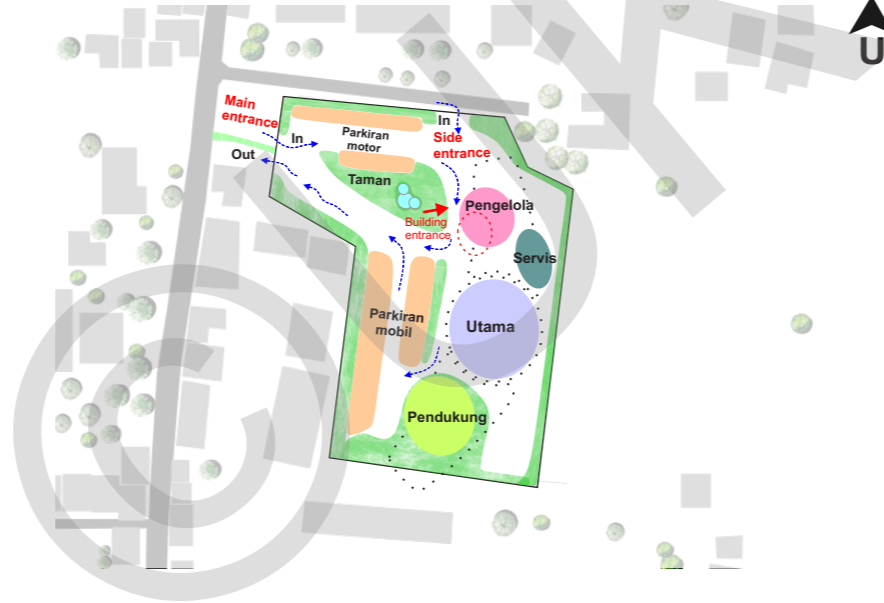 U
Main
entrance
In
Out
Parkiran
motor
In
Side
entrance
Taman
Pengelola
Building
entrance
Servis
Parkiran
mobil
Utama
Pendukung